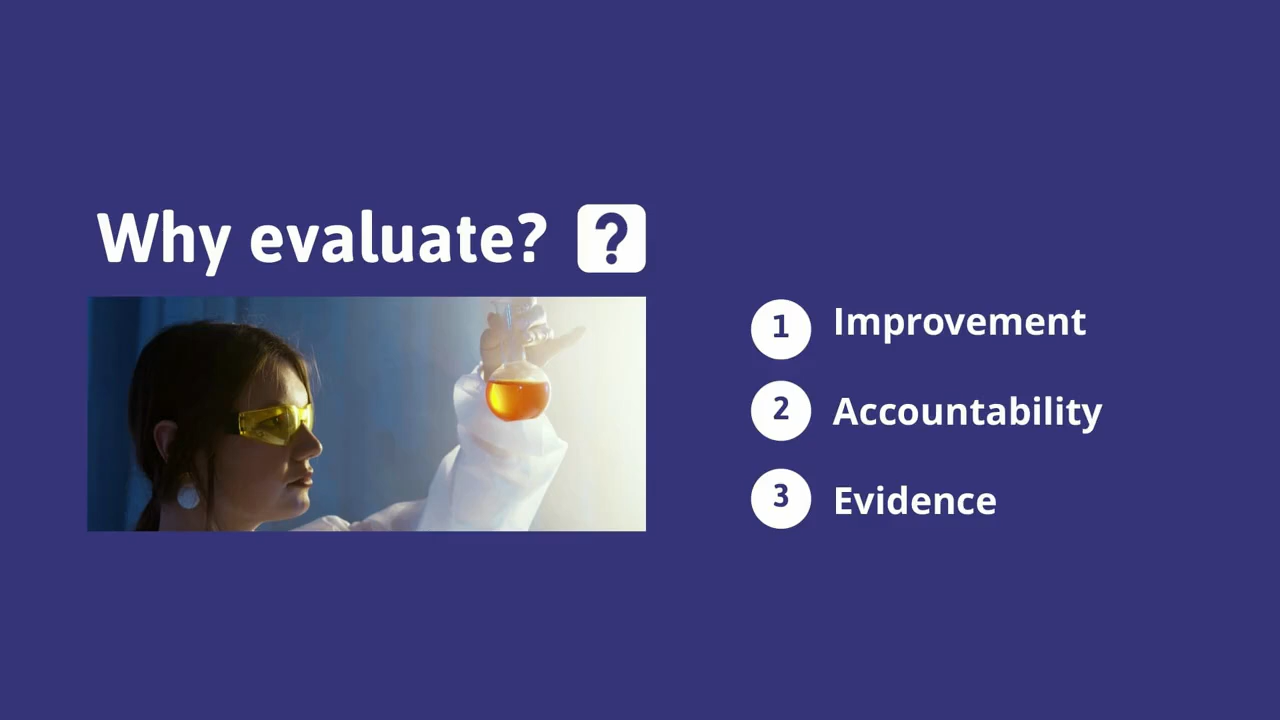 Why evaluate? ?
1 Improvement
2 Accountability
3 Evidence